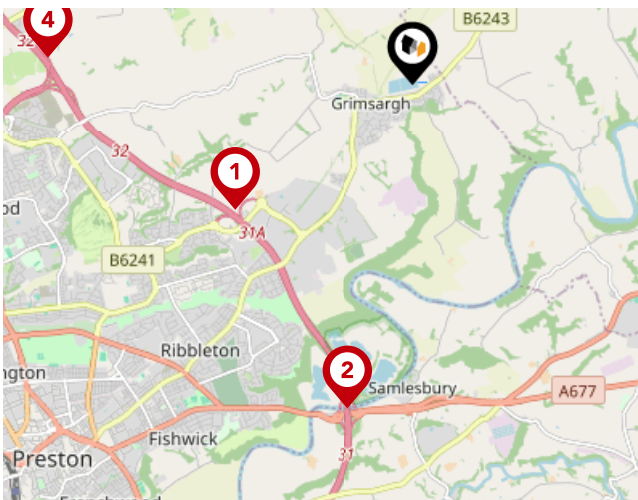 4
32
B6243
Grimsargh
32
1
od
31A
B6241
Ribbleton
2
ngton
Samlesbury
A677
Fishwick
31
Preston